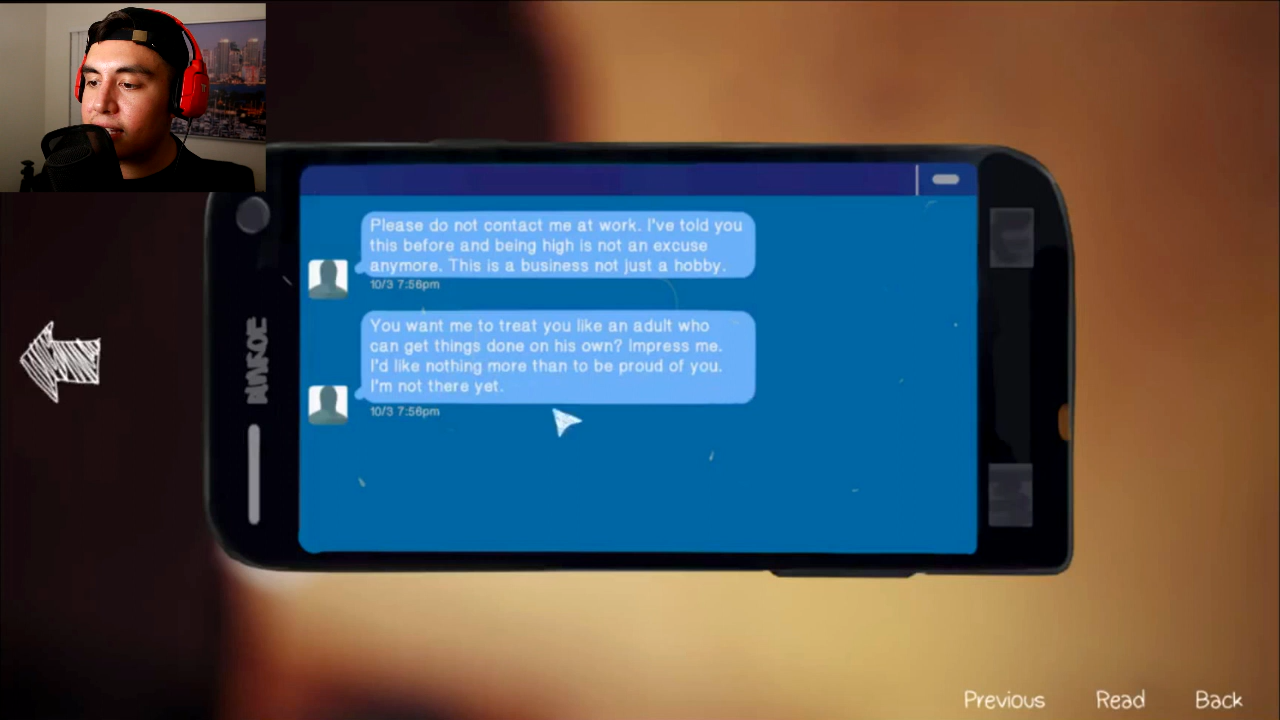 Please do not contact me at work. I've told you
this before and being high is not an excuse
anymore. This is a business not just a hobby.
10/3 7:56pm
You want me to treat you like an adult who
can get things done on his own? Impress me.
I'd like nothing more than to be proud of you.
I'm not there yet.
10/3 7:56pm
Previous
Read
Back